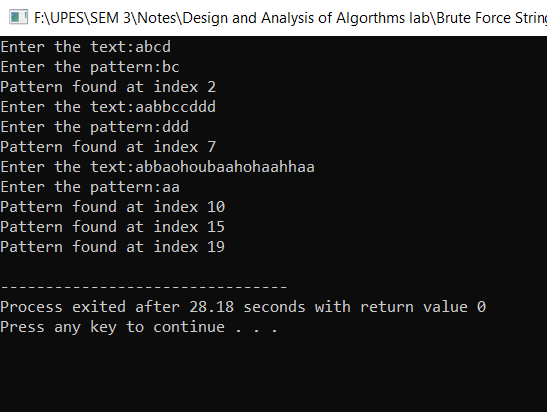 F:\UPES\SEM 3\Notes\Design and Analysis of Algorthms lab\Brute Force String
Enter the text:abcd
Enter the pattern:bc
Pattern found at index 2
Enter the text:aabbccddd
Enter the pattern:ddd
Pattern found at index 7
Enter the text:abbaohoubaahohaahhaa
Enter the pattern:aa
Pattern found at index 10
Pattern found at index 15
Pattern found at index 19
--------------------------------
Process exited after 28.18 seconds with return value 0
Press any key to continue . . .